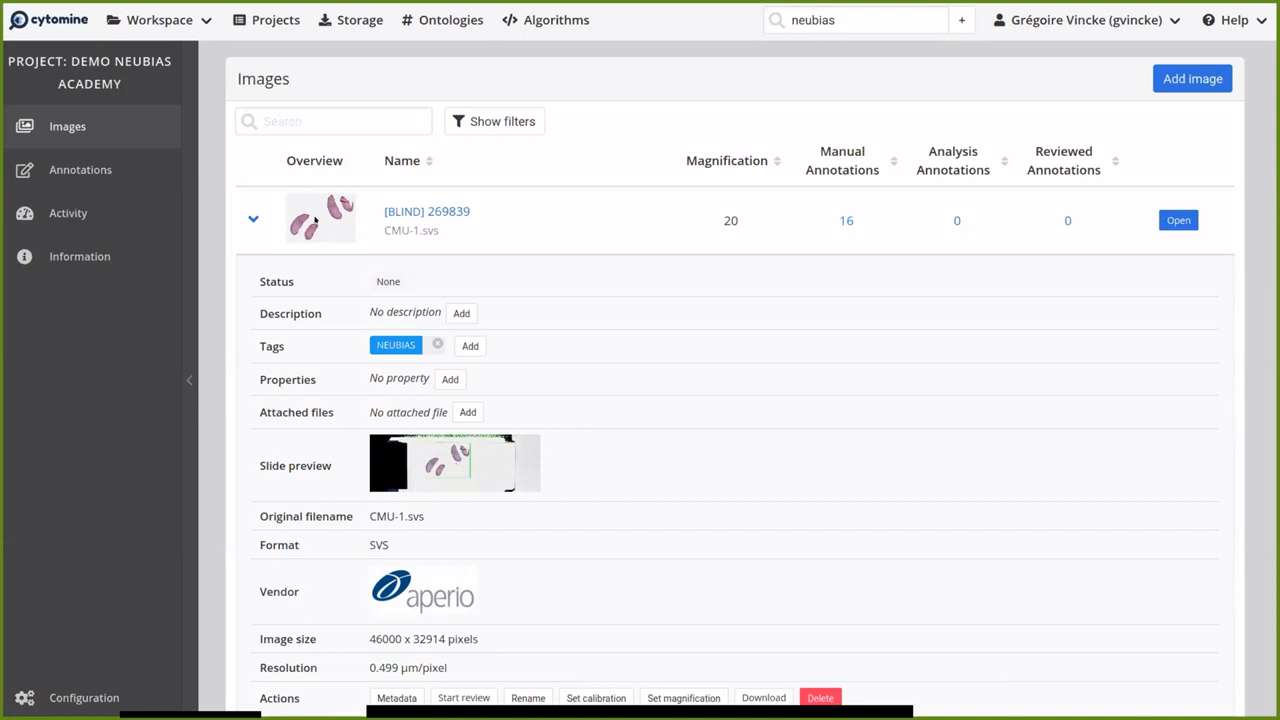 cytomine Workspace Projects Storage Ontologies Algorithms neubias + Grégoire Vincke (gvincke) Help
PROJECT: DEMO NEUBIAS
ACADEMY
Images
Annotations
Activity
Information
Configuration
Images
Add image
Search
Show filters
Overview Name Magnification Manual Annotations Analysis Annotations Reviewed Annotations
[BLIND] 269839
CMU-1.svs
20 16 0 0 Open
Status None
Description No description Add
Tags NEUBIAS Add
Properties No property Add
Attached files No attached file Add
Slide preview
Original filename CMU-1.svs
Format SVS
Vendor aperio
Image size 46000 x 32914 pixels
Resolution 0.499 µm/pixel
Actions Metadata Start review Rename Set calibration Set magnification Download Delete